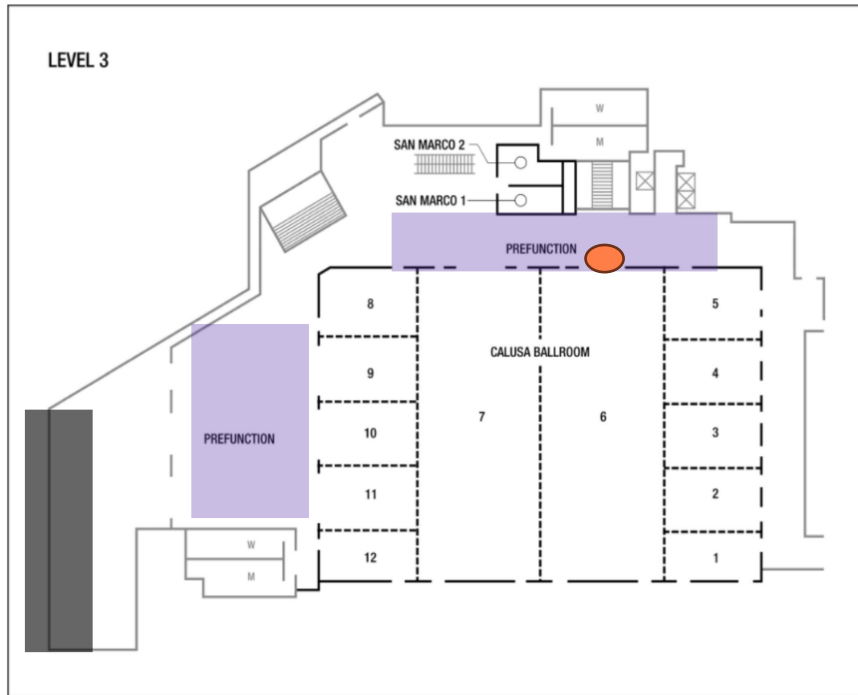 LEVEL 3
W
M
SAN MARCO 2
SAN MARCO 1
PREFUNCTION
8
5
CALUSA BALLROOM
9
4
7
6
10
3
PREFUNCTION
11
2
W
M
12
1